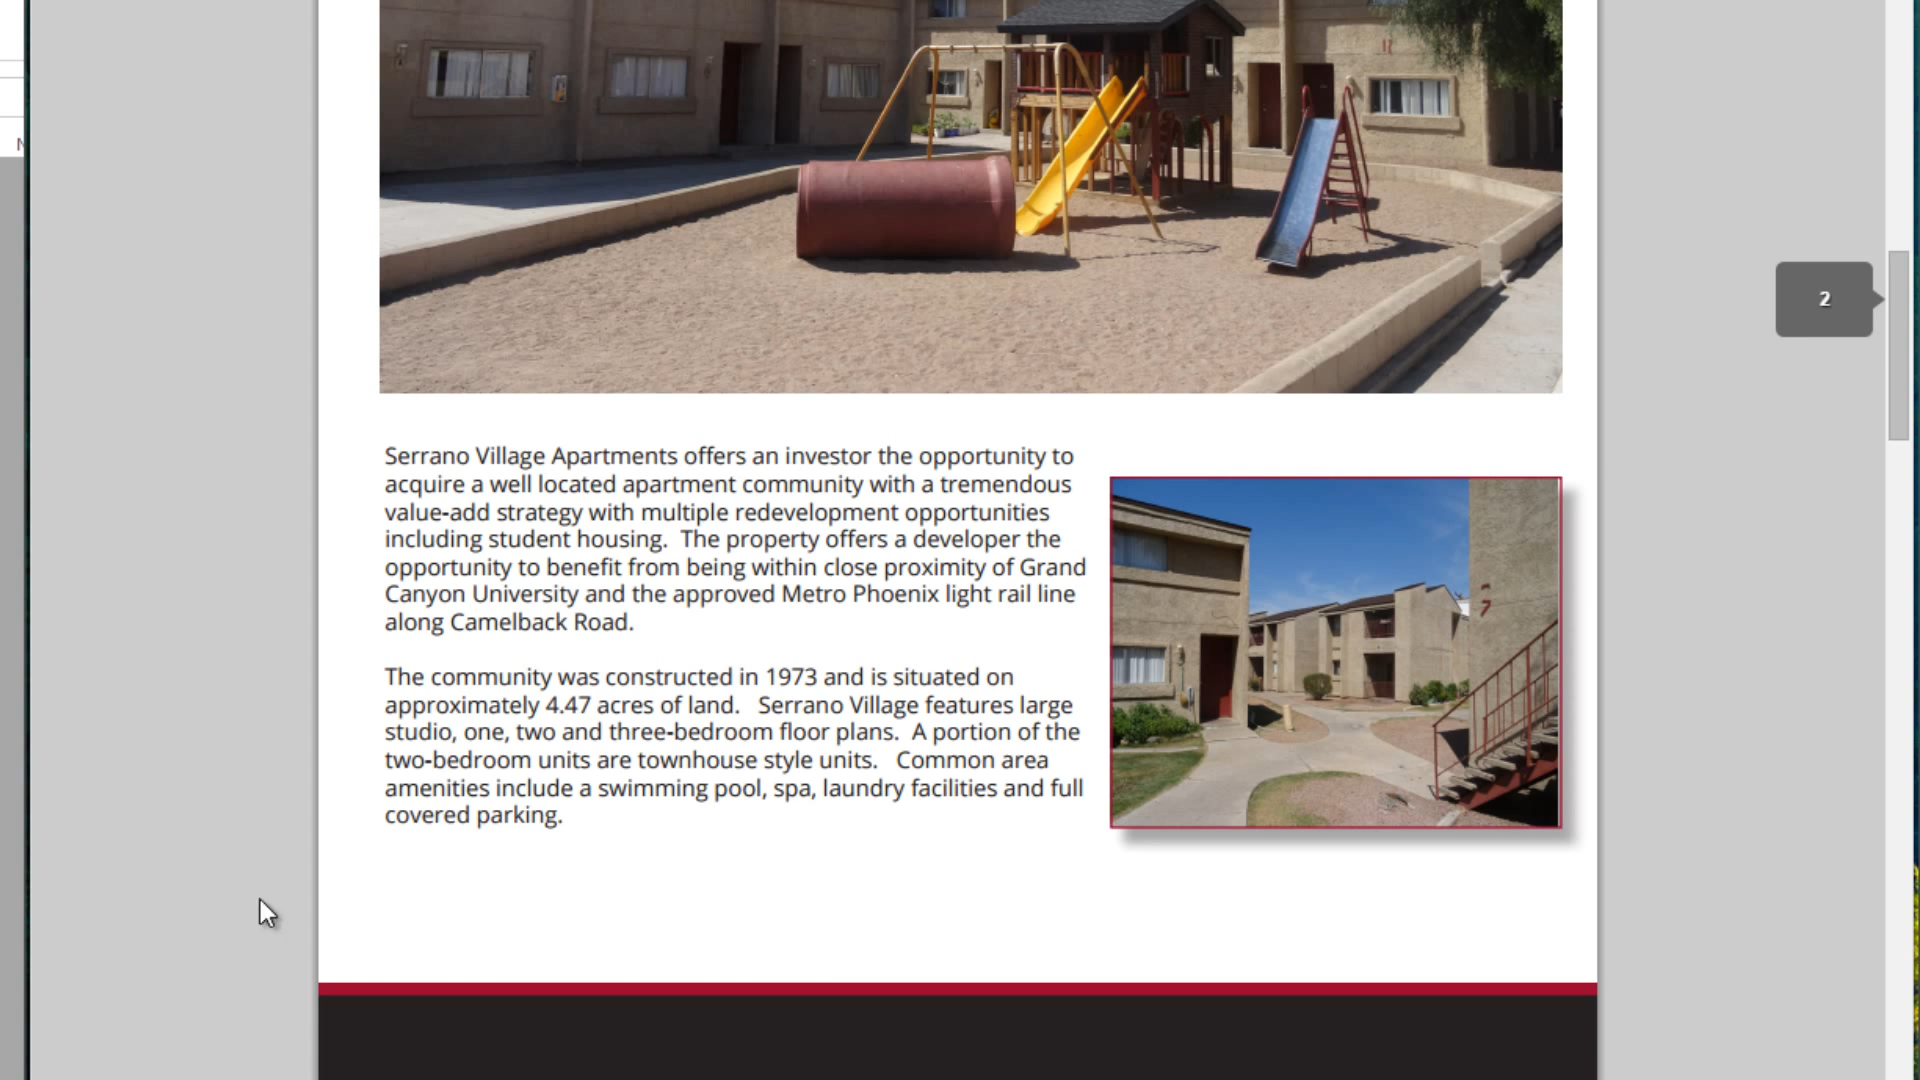 2
Serrano Village Apartments offers an investor the opportunity to
acquire a well located apartment community with a tremendous
value-add strategy with multiple redevelopment opportunities
including student housing. The property offers a developer the
opportunity to benefit from being within close proximity of Grand
Canyon University and the approved Metro Phoenix light rail line
along Camelback Road.
The community was constructed in 1973 and is situated on
approximately 4.47 acres of land. Serrano Village features large
studio, one, two and three-bedroom floor plans. A portion of the
two-bedroom units are townhouse style units. Common area
amenities include a swimming pool, spa, laundry facilities and full
covered parking.
7